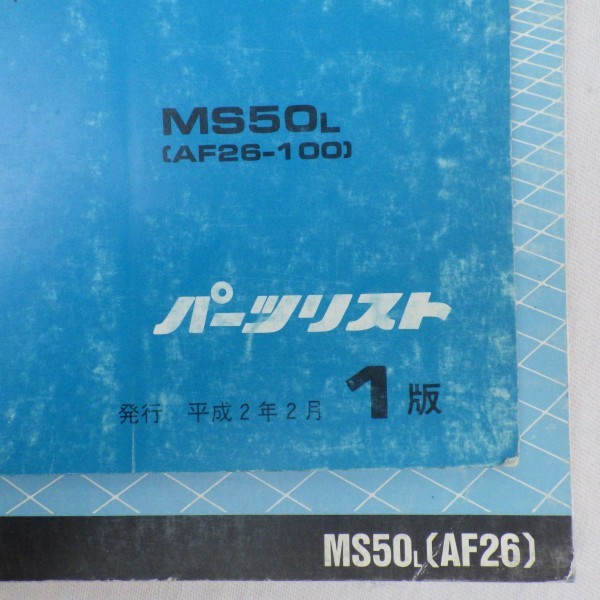 MS50L
(AF26-100)
パーツリスト
発行 平成2年2月 1版
MS50L(AF26)